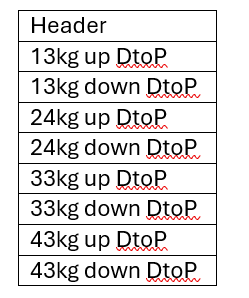 Header
13kg up DtoP
13kg down DtoP
24kg up DtoP
24kg down DtoP
33kg up DtoP
33kg down DtoP
43kg up DtoP
43kg down DtoP